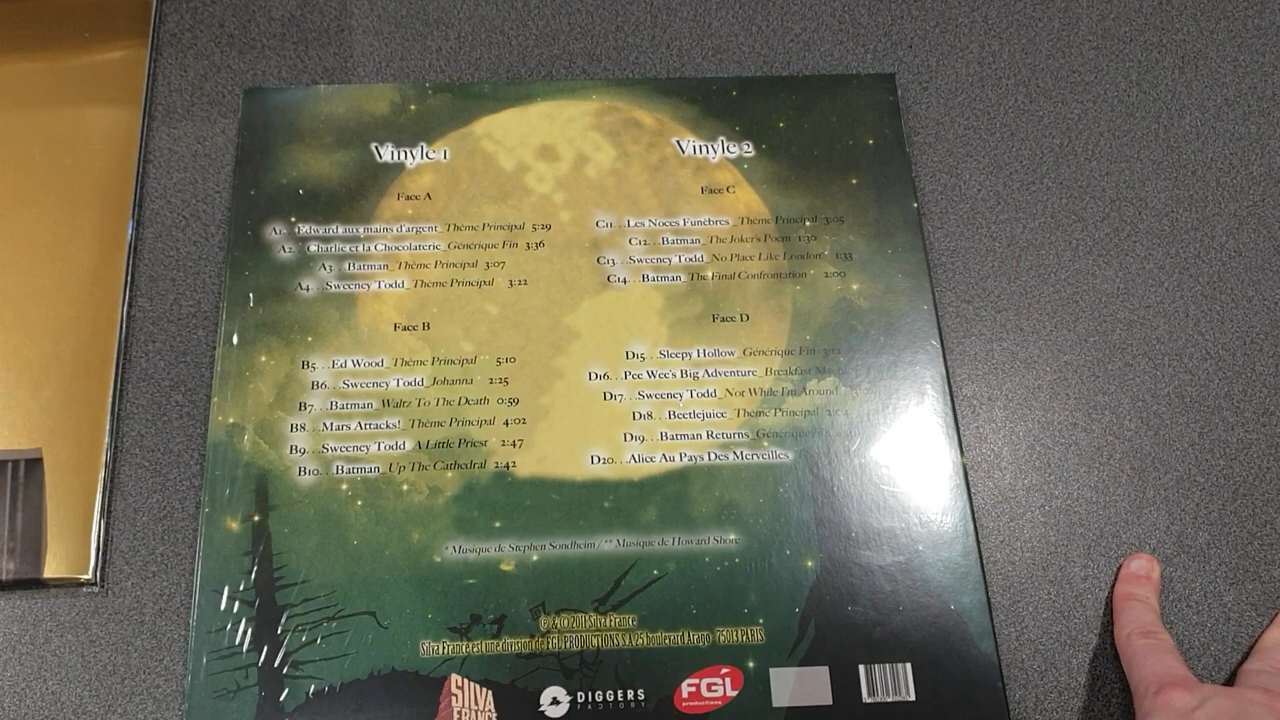 Vinyle 1
Face A
A1. Edward aux mains d'argent_Thème Principal 5:29
A2. Charlie et la Chocolaterie_Générique Fin 3:36
A3...Batman_Thème Principal 3:07
A4...Sweeney Todd_Thème Principal * 3:22
Face B
B5...Ed Wood_Thème Principal ** 5:10
B6...Sweeney Todd_Johanna * 2:25
B7...Batman_Waltz To The Death 0:59
B8...Mars Attacks!_Thème Principal 4:02
B9...Sweeney Todd_A Little Priest * 2:47
B10...Batman_Up The Cathedral 2:42
Vinyle 2
Face C
C11...Les Noces Funèbres_Thème Principal 3:05
C12...Batman_The Joker's Poem 1:30
C13...Sweeney Todd_No Place Like London * 1:33
C14...Batman_The Final Confrontation * 2:00
Face D
D15...Sleepy Hollow_Générique Fin
D16...Pee Wee's Big Adventure_Breakfast
D17...Sweeney Todd_Not While I'm Around
D18...Beetlejuice_Thème Principal
D19...Batman Returns_Générique
D20...Alice Au Pays Des Merveilles
* Musique de Stephen Sondheim / ** Musique de Howard Shore
℗ & © 2011 Silva France
Silva France est une division de FGL PRODUCTIONS S.A 25 boulevard Arago - 75013 PARIS
SILVA
FRANCE
DIGGERS
FACTORY
FGL
productions